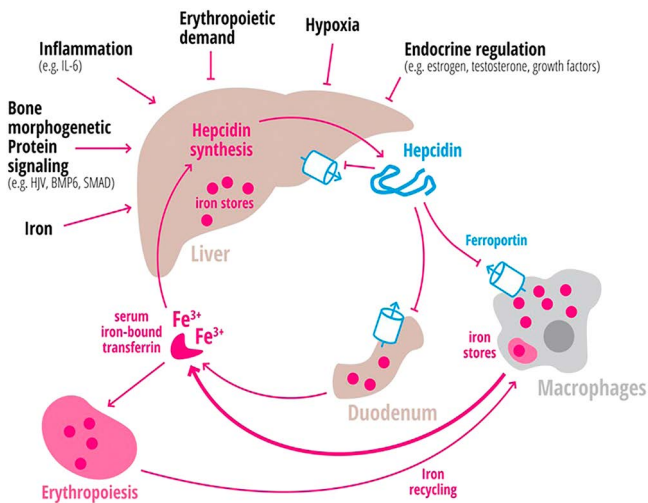 Erythropoietic
demand
Hypoxia
Inflammation
(e.g. IL-6)
Endocrine regulation
(e.g. estrogen, testosterone, growth factors)
Bone
morphogenetic
Protein
signaling
(e.g. HJV, BMP6, SMAD)
Iron
Hepcidin
synthesis
iron stores
Liver
Hepcidin
Ferroportin
serum
iron-bound
transferrin
Fe³⁺
Fe³⁺
iron
stores
Macrophages
Duodenum
Erythropoiesis
Iron
recycling